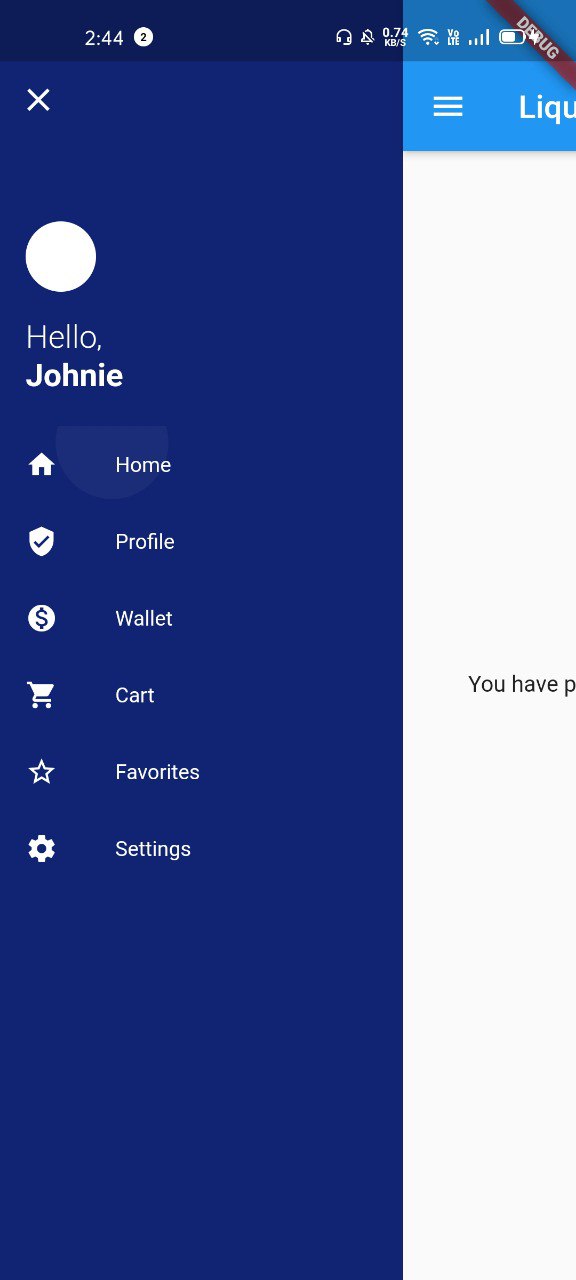 2:44 2 0.74 KB/S Vo LTE
DEBUG
Liqu
Hello,
Johnie
Home
Profile
You have p
Wallet
Cart
Favorites
Settings